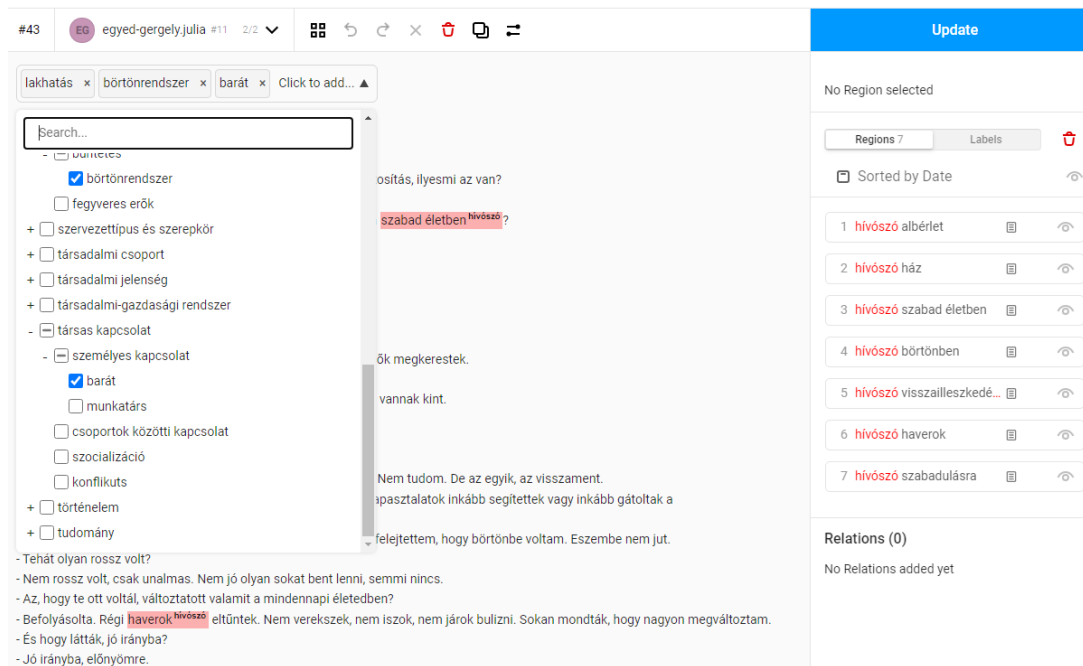 #43 EG egyed-gergely.julia #11 2/2
Update
lakhatás × börtönrendszer × barát × Click to add... ▲
Search...
- büntetés
börtönrendszer
fegyveres erők
+ szervezettípus és szerepkör
+ társadalmi csoport
+ társadalmi jelenség
+ társadalmi-gazdasági rendszer
- társas kapcsolat
- személyes kapcsolat
barát
munkatárs
csoportok közötti kapcsolat
szocializáció
konfliktus
+ történelem
+ tudomány
osítás, ilyesmi az van?
szabad életben hívószó ?
ők megkerestek.
vannak kint.
Nem tudom. De az egyik, az visszament.
apasztalatok inkább segítettek vagy inkább gátoltak a
felejtettem, hogy börtönbe voltam. Eszembe nem jut.
- Tehát olyan rossz volt?
- Nem rossz volt, csak unalmas. Nem jó olyan sokat bent lenni, semmi nincs.
- Az, hogy te ott voltál, változtatott valamit a mindennapi életedben?
- Befolyásolta. Régi haverok hívószó eltűntek. Nem verekszek, nem iszok, nem járok bulizni. Sokan mondták, hogy nagyon megváltoztam.
- És hogy látták, jó irányba?
- Jó irányba, előnyömre.
No Region selected
Regions 7 Labels
Sorted by Date
1 hívószó albérlet
2 hívószó ház
3 hívószó szabad életben
4 hívószó börtönben
5 hívószó visszailleszkedé...
6 hívószó haverok
7 hívószó szabadulásra
Relations (0)
No Relations added yet